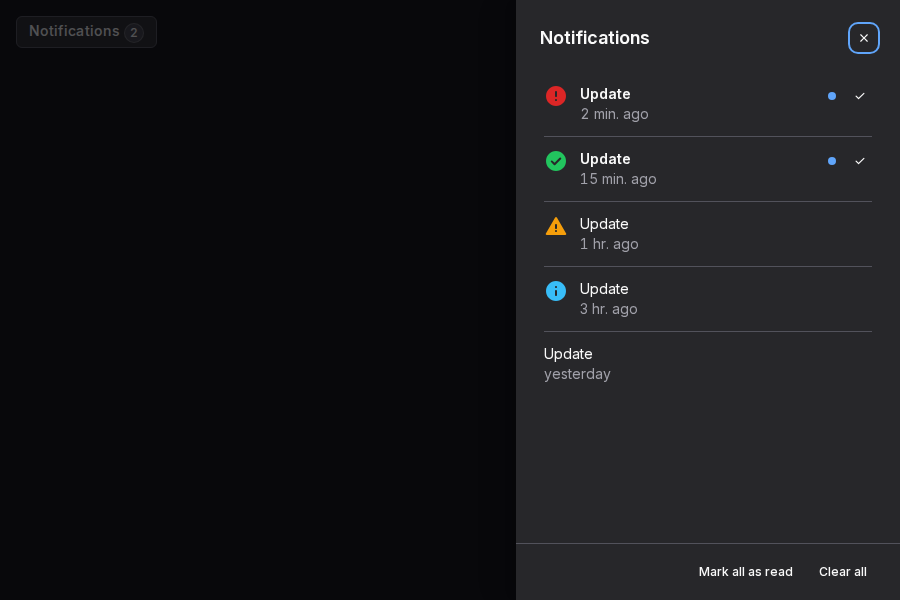 Notifications 2
Notifications
Update
2 min. ago
Update
15 min. ago
Update
1 hr. ago
Update
3 hr. ago
Update
yesterday
Mark all as read
Clear all